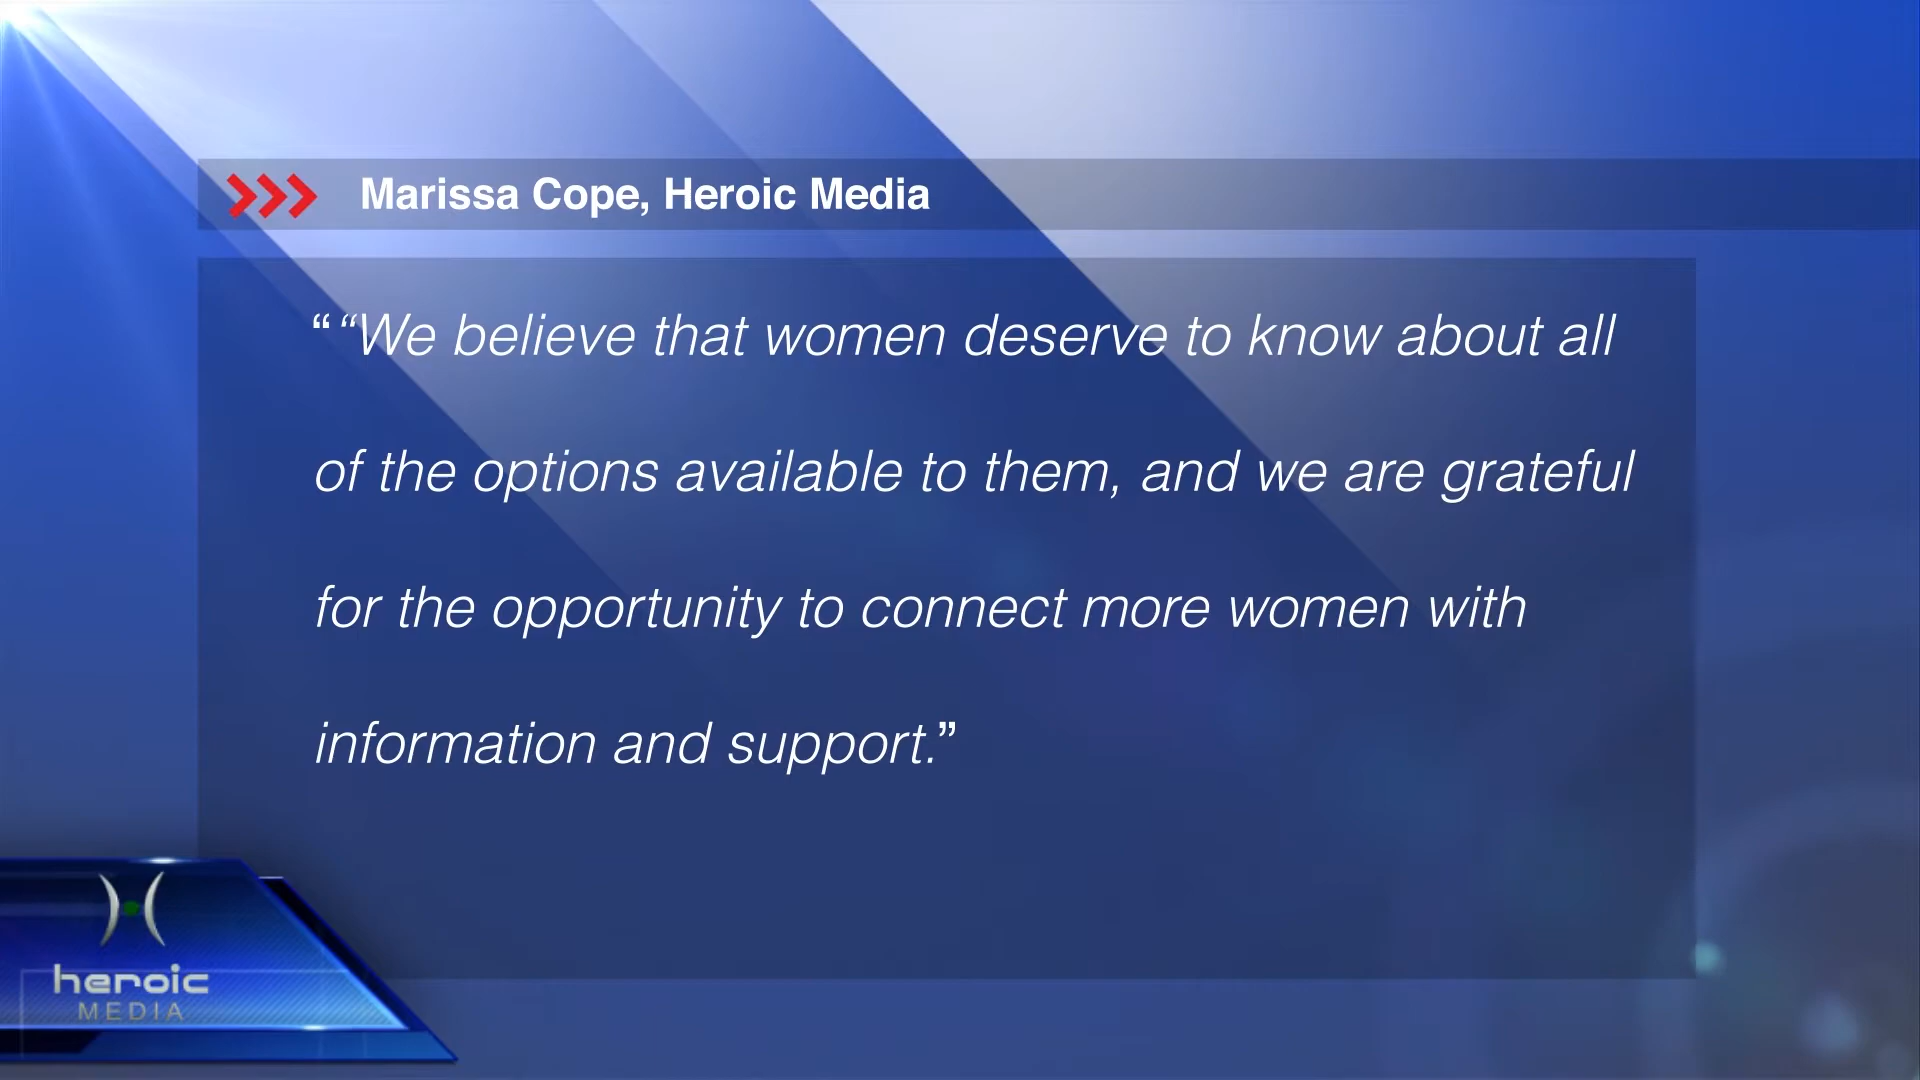 Marissa Cope, Heroic Media
“ “We believe that women deserve to know about all
of the options available to them, and we are grateful
for the opportunity to connect more women with
information and support.”
heroic
MEDIA